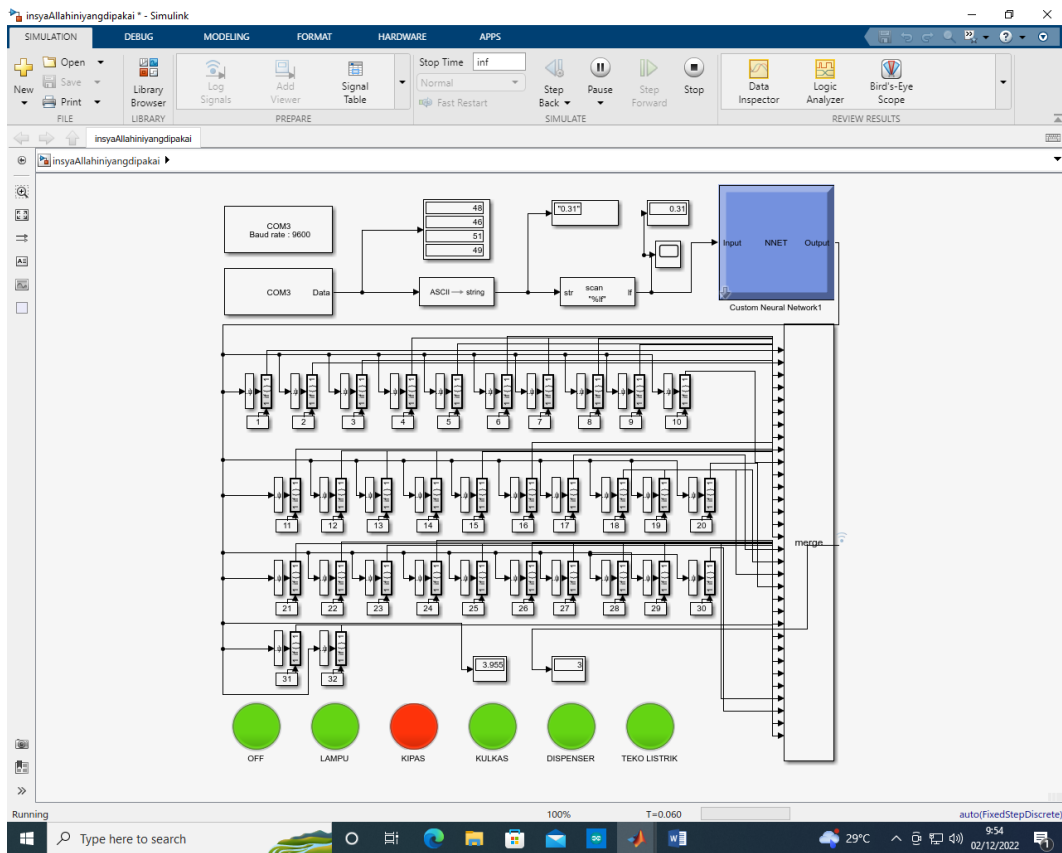 insyaAllahiniyangdipakai * - Simulink
SIMULATION DEBUG MODELING FORMAT HARDWARE APPS
New
Open
Save
Print
FILE
Library Browser
LIBRARY
Log Signals
Add Viewer
Signal Table
PREPARE
Stop Time inf
Normal
Fast Restart
Step Back
Pause
Step Forward
Stop
SIMULATE
Data Inspector
Logic Analyzer
Bird's-Eye Scope
REVIEW RESULTS
insyaAllahiniyangdipakai
insyaAllahiniyangdipakai
COM3
Baud rate : 9600
COM3 Data
48
46
51
49
ASCII → string
"0.31"
str scan "%lf" lf
0.31
Input NNET Output
Custom Neural Network1
1 2 3 4 5 6 7 8 9 10
11 12 13 14 15 16 17 18 19 20
merge
21 22 23 24 25 26 27 28 29 30
31 32
3.955
3
OFF LAMPU KIPAS KULKAS DISPENSER TEKO LISTRIK
Running 100% T=0.060 auto(FixedStepDiscrete)
Type here to search
29°C
9:54
02/12/2022